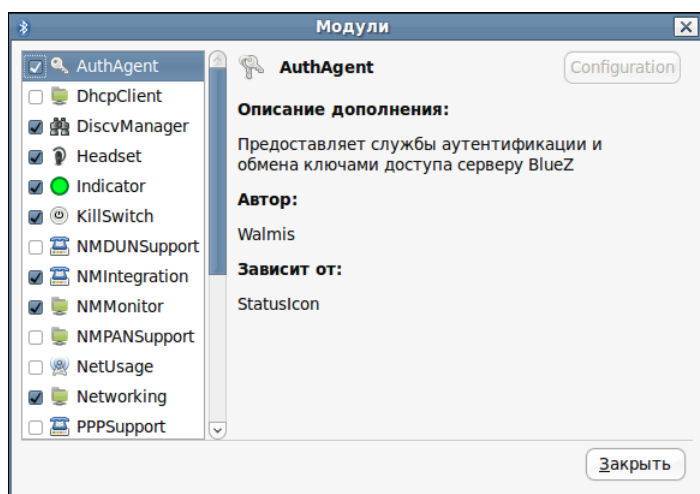 Модули
AuthAgent
DhcpClient
DiscvManager
Headset
Indicator
KillSwitch
NMDUNSupport
NMIntegration
NMMonitor
NMPANSupport
NetUsage
Networking
PPPSupport
AuthAgent
Configuration
Описание дополнения:
Предоставляет службы аутентификации и
обмена ключами доступа серверу BlueZ
Автор:
Walmis
Зависит от:
StatusIcon
Закрыть